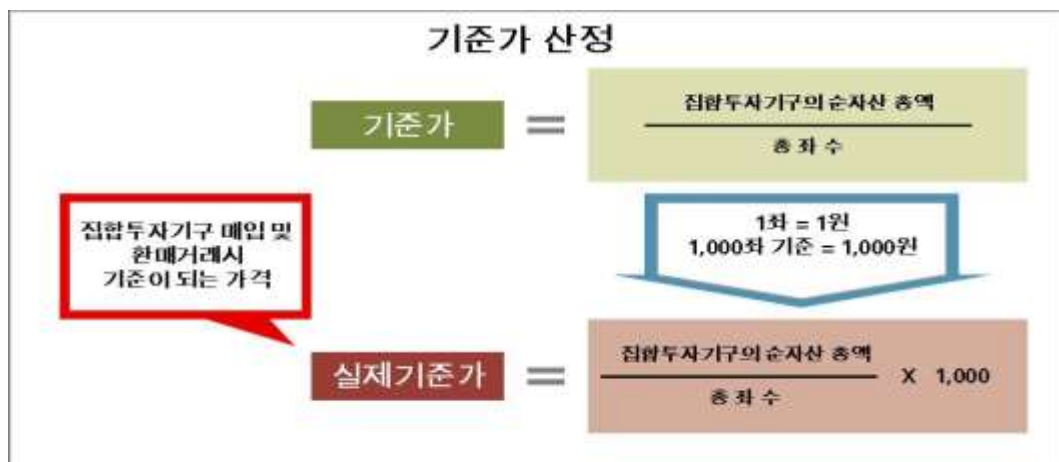 기준가 산정
기준가 =
집합투자기구의 순자산 총액
총 좌 수
집합투자기구 매입 및
환매거래시
기준이 되는 가격
1좌 = 1원
1,000좌 기준 = 1,000원
실제기준가 =
집합투자기구의 순자산 총액
총 좌 수
X 1,000